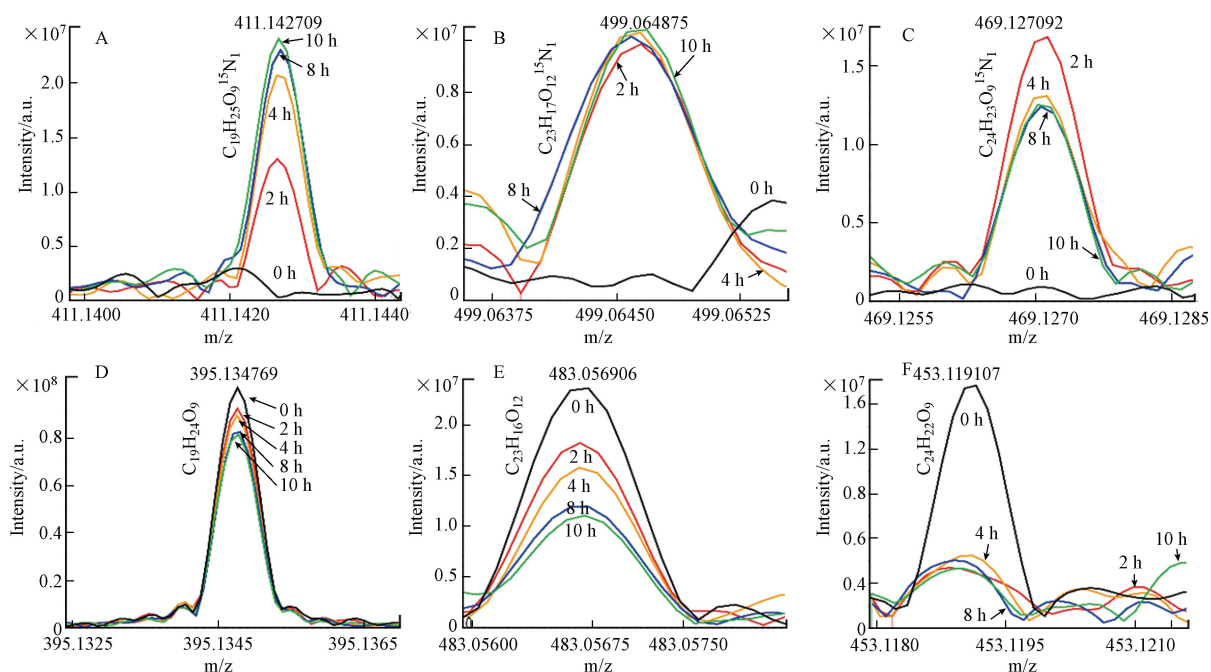 411.142709
×10⁷
A
10 h
8 h
4 h
2 h
0 h
C₁₉H₂₅O₉¹⁵N₁
Intensity/a.u.
2.5
2.0
1.5
1.0
0.5
0
411.1400
411.1420
411.1440
m/z
499.064875
×10⁷
B
10 h
2 h
8 h
0 h
4 h
C₂₃H₁₇O₁₂¹⁵N₁
Intensity/a.u.
1.0
0.8
0.6
0.4
0.2
0
499.06375
499.06450
499.06525
m/z
469.127092
×10⁷
C
2 h
4 h
8 h
10 h
0 h
C₂₄H₂₃O₉¹⁵N₁
Intensity/a.u.
1.5
1.0
0.5
0
469.1255
469.1270
469.1285
m/z
395.134769
×10⁸
D
0 h
2 h
4 h
8 h
10 h
C₁₉H₂₄O₉
Intensity/a.u.
1.0
0.8
0.6
0.4
0.2
0
395.1325
395.1345
395.1365
m/z
483.056906
×10⁷
E
0 h
2 h
4 h
8 h
10 h
C₂₃H₁₆O₁₂
Intensity/a.u.
2.0
1.5
1.0
0.5
0
483.05600
483.05675
483.05750
m/z
F
453.119107
×10⁷
0 h
4 h
2 h
10 h
8 h
C₂₄H₂₂O₉
Intensity/a.u.
1.6
1.2
0.8
0.4
0
453.1180
453.1195
453.1210
m/z